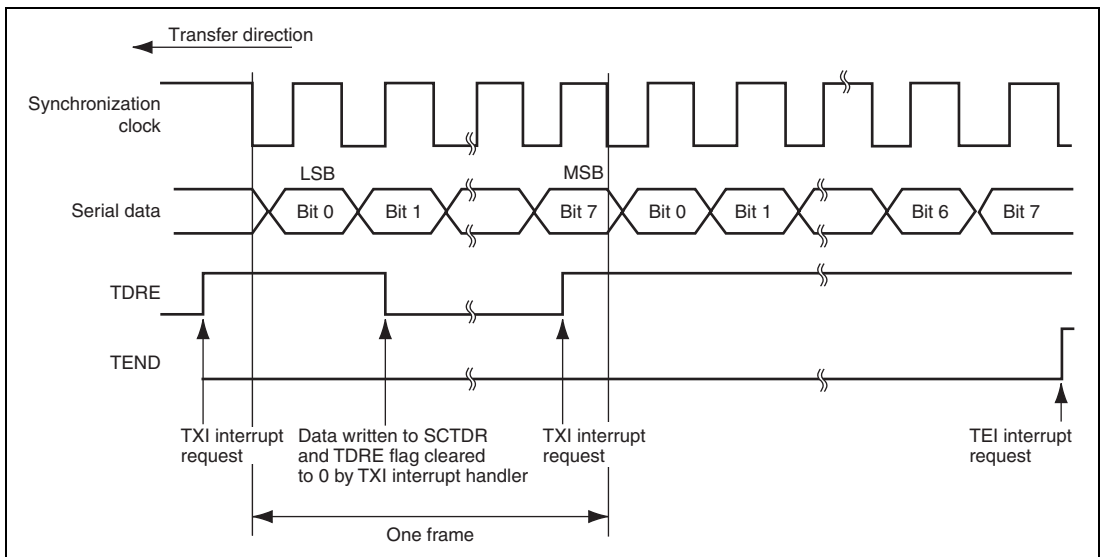 Transfer direction
Synchronization
clock
LSB
MSB
Serial data
Bit 0
Bit 1
Bit 7
Bit 0
Bit 1
Bit 6
Bit 7
TDRE
TEND
TXI interrupt
request
Data written to SCTDR
and TDRE flag cleared
to 0 by TXI interrupt handler
TXI interrupt
request
TEI interrupt
request
One frame